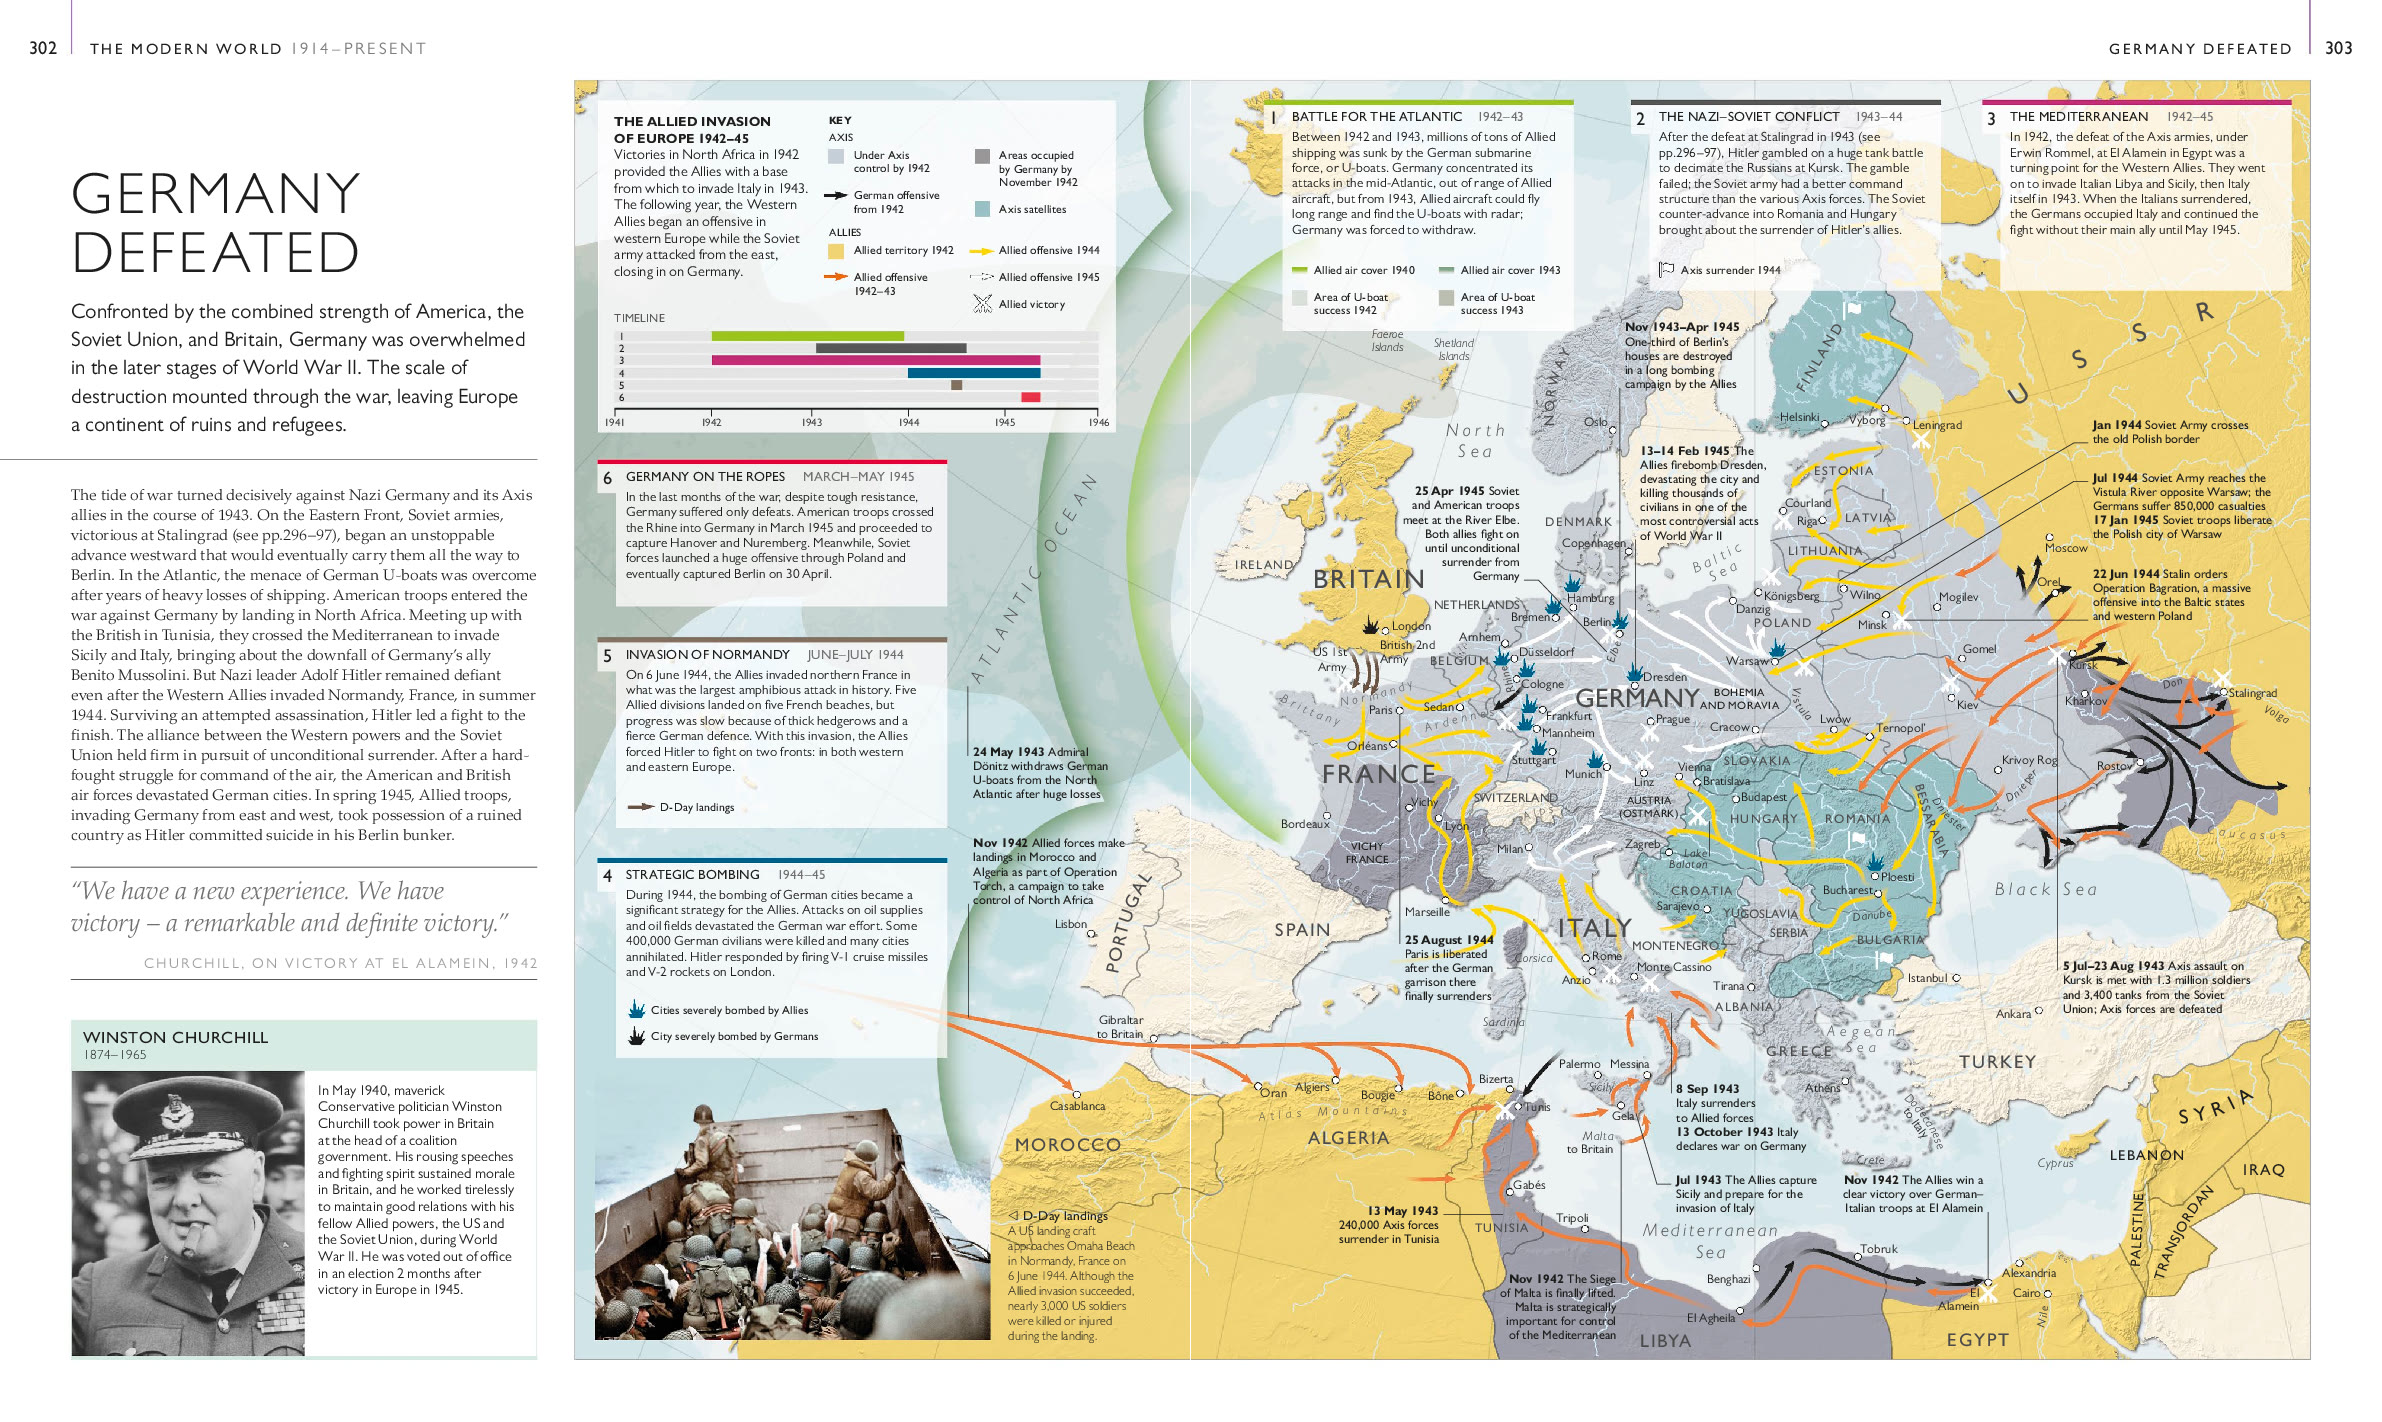 302
THE MODERN WORLD 1914–PRESENT
GERMANY DEFEATED
303
GERMANY
DEFEATED
Confronted by the combined strength of America, the
Soviet Union, and Britain, Germany was overwhelmed
in the later stages of World War II. The scale of
destruction mounted through the war, leaving Europe
a continent of ruins and refugees.
The tide of war turned decisively against Nazi Germany and its Axis
allies in the course of 1943. On the Eastern Front, Soviet armies,
victorious at Stalingrad (see pp.296–97), began an unstoppable
advance westward that would eventually carry them all the way to
Berlin. In the Atlantic, the menace of German U-boats was overcome
after years of heavy losses of shipping. American troops entered the
war against Germany by landing in North Africa. Meeting up with
the British in Tunisia, they crossed the Mediterranean to invade
Sicily and Italy, bringing about the downfall of Germany's ally
Benito Mussolini. But Nazi leader Adolf Hitler remained defiant
even after the Western Allies invaded Normandy, France, in summer
1944. Surviving an attempted assassination, Hitler led a fight to the
finish. The alliance between the Western powers and the Soviet
Union held firm in pursuit of unconditional surrender. After a hard-
fought struggle for command of the air, the American and British
air forces devastated German cities. In spring 1945, Allied troops,
invading Germany from east and west, took possession of a ruined
country as Hitler committed suicide in his Berlin bunker.
“We have a new experience. We have
victory – a remarkable and definite victory.”
CHURCHILL, ON VICTORY AT EL ALAMEIN, 1942
WINSTON CHURCHILL
1874–1965
In May 1940, maverick
Conservative politician Winston
Churchill took power in Britain
at the head of a coalition
government. His rousing speeches
and fighting spirit sustained morale
in Britain, and he worked tirelessly
to maintain good relations with his
fellow Allied powers, the US and
the Soviet Union, during World
War II. He was voted out of office
in an election 2 months after
victory in Europe in 1945.
THE ALLIED INVASION
OF EUROPE 1942–45
Victories in North Africa in 1942
provided the Allies with a base
from which to invade Italy in 1943.
The following year, the Western
Allies began an offensive in
western Europe while the Soviet
army attacked from the east,
closing in on Germany.
KEY
AXIS
Under Axis
control by 1942
German offensive
from 1942
Areas occupied
by Germany by
November 1942
Axis satellites
ALLIES
Allied territory 1942
Allied offensive
1942–43
Allied offensive 1944
Allied offensive 1945
Allied victory
TIMELINE
1
2
3
4
5
6
1941 1942 1943 1944 1945 1946
6 GERMANY ON THE ROPES MARCH–MAY 1945
In the last months of the war, despite tough resistance,
Germany suffered only defeats. American troops crossed
the Rhine into Germany in March 1945 and proceeded to
capture Hanover and Nuremberg. Meanwhile, Soviet
forces launched a huge offensive through Poland and
eventually captured Berlin on 30 April.
5 INVASION OF NORMANDY JUNE–JULY 1944
On 6 June 1944, the Allies invaded northern France in
what was the largest amphibious attack in history. Five
Allied divisions landed on five French beaches, but
progress was slow because of thick hedgerows and a
fierce German defence. With this invasion, the Allies
forced Hitler to fight on two fronts: in both western
and eastern Europe.
D-Day landings
4 STRATEGIC BOMBING 1944–45
During 1944, the bombing of German cities became a
significant strategy for the Allies. Attacks on oil supplies
and oil fields devastated the German war effort. Some
400,000 German civilians were killed and many cities
annihilated. Hitler responded by firing V-1 cruise missiles
and V-2 rockets on London.
Cities severely bombed by Allies
City severely bombed by Germans
◁ D-Day landings
A US landing craft
approaches Omaha Beach
in Normandy, France on
6 June 1944. Although the
Allied invasion succeeded,
nearly 3,000 US soldiers
were killed or injured
during the landing.
1 BATTLE FOR THE ATLANTIC 1942–43
Between 1942 and 1943, millions of tons of Allied
shipping was sunk by the German submarine
force, or U-boats. Germany concentrated its
attacks in the mid-Atlantic, out of range of Allied
aircraft, but from 1943, Allied aircraft could fly
long range and find the U-boats with radar;
Germany was forced to withdraw.
Allied air cover 1940
Allied air cover 1943
Area of U-boat
success 1942
Area of U-boat
success 1943
2 THE NAZI–SOVIET CONFLICT 1943–44
After the defeat at Stalingrad in 1943 (see
pp.296–97), Hitler gambled on a huge tank battle
to decimate the Russians at Kursk. The gamble
failed; the Soviet army had a better command
structure than the various Axis forces. The Soviet
counter-advance into Romania and Hungary
brought about the surrender of Hitler's allies.
Axis surrender 1944
3 THE MEDITERRANEAN 1942–45
In 1942, the defeat of the Axis armies, under
Erwin Rommel, at El Alamein in Egypt was a
turning point for the Western Allies. They went
on to invade Italian Libya and Sicily, then Italy
itself in 1943. When the Italians surrendered,
the Germans occupied Italy and continued the
fight without their main ally until May 1945.
Nov 1943–Apr 1945
One-third of Berlin's
houses are destroyed
in a long bombing
campaign by the Allies
13–14 Feb 1945 The
Allies firebomb Dresden,
devastating the city and
killing thousands of
civilians in one of the
most controversial acts
of World War II
25 Apr 1945 Soviet
and American troops
meet at the River Elbe.
Both allies fight on
until unconditional
surrender from
Germany
Jan 1944 Soviet Army crosses
the old Polish border
Jul 1944 Soviet Army reaches the
Vistula River opposite Warsaw; the
Germans suffer 850,000 casualties
17 Jan 1945 Soviet troops liberate
the Polish city of Warsaw
22 Jun 1944 Stalin orders
Operation Bagration, a massive
offensive into the Baltic states
and western Poland
24 May 1943 Admiral
Dönitz withdraws German
U-boats from the North
Atlantic after huge losses
Nov 1942 Allied forces make
landings in Morocco and
Algeria as part of Operation
Torch, a campaign to take
control of North Africa
25 August 1944
Paris is liberated
after the German
garrison there
finally surrenders
5 Jul–23 Aug 1943 Axis assault on
Kursk is met with 1.3 million soldiers
and 3,400 tanks from the Soviet
Union; Axis forces are defeated
8 Sep 1943
Italy surrenders
to Allied forces
13 October 1943 Italy
declares war on Germany
Jul 1943 The Allies capture
Sicily and prepare for the
invasion of Italy
Nov 1942 The Allies win a
clear victory over German–
Italian troops at El Alamein
13 May 1943
240,000 Axis forces
surrender in Tunisia
Nov 1942 The Siege
of Malta is finally lifted.
Malta is strategically
important for control
of the Mediterranean
ATLANTIC OCEAN
Faeroe
Islands
Shetland
Islands
North
Sea
NORWAY
Oslo
FINLAND
Helsinki
Vyborg
Leningrad
USSR
ESTONIA
Courland
Riga
LATVIA
LITHUANIA
Baltic
Sea
DENMARK
Copenhagen
IRELAND
BRITAIN
London
US 1st
Army
British 2nd
Army
NETHERLANDS
Arnhem
BELGIUM
Hamburg
Bremen
Berlin
Elbe
Düsseldorf
Cologne
Rhine
Dresden
GERMANY
Frankfurt
Mannheim
Stuttgart
Munich
Königsberg
Danzig
POLAND
Warsaw
Wilno
Minsk
Mogilev
Gomel
Moscow
Orel
Kursk
Kharkov
Don
Stalingrad
Volga
Kiev
BOHEMIA
AND MORAVIA
Prague
Cracow
Vistula
Lwow
Ternopol'
Krivoy Rog
Rostov
Dnieper
Dniester
BESSARABIA
Caucasus
Normandy
Brittany
Paris
Sedan
Ardennes
Orléans
FRANCE
Vichy
Lyon
Bordeaux
VICHY
FRANCE
Pyrenees
Marseille
SWITZERLAND
Alps
Linz
Vienna
Bratislava
SLOVAKIA
AUSTRIA
(OSTMARK)
Budapest
HUNGARY
ROMANIA
Lake
Balaton
Zagreb
Milan
CROATIA
Sarajevo
YUGOSLAVIA
SERBIA
MONTENEGRO
Ploesti
Bucharest
Danube
BULGARIA
Black Sea
ITALY
Corsica
Rome
Anzio
Monte Cassino
Sardinia
Tirana
ALBANIA
GREECE
Aegean
Sea
Athens
Istanbul
Ankara
TURKEY
Dodecanese
to Italy
Crete
Cyprus
SYRIA
LEBANON
IRAQ
PALESTINE
TRANSJORDAN
PORTUGAL
Lisbon
SPAIN
Gibraltar
to Britain
Casablanca
MOROCCO
Oran
Algiers
Bougie
Bône
Atlas Mountains
ALGERIA
Bizerta
Tunis
Gabès
TUNISIA
Palermo
Messina
Sicily
Gela
Malta
to Britain
Tripoli
Mediterranean
Sea
Benghazi
El Agheila
LIBYA
Tobruk
El
Alamein
Alexandria
Cairo
Nile
EGYPT